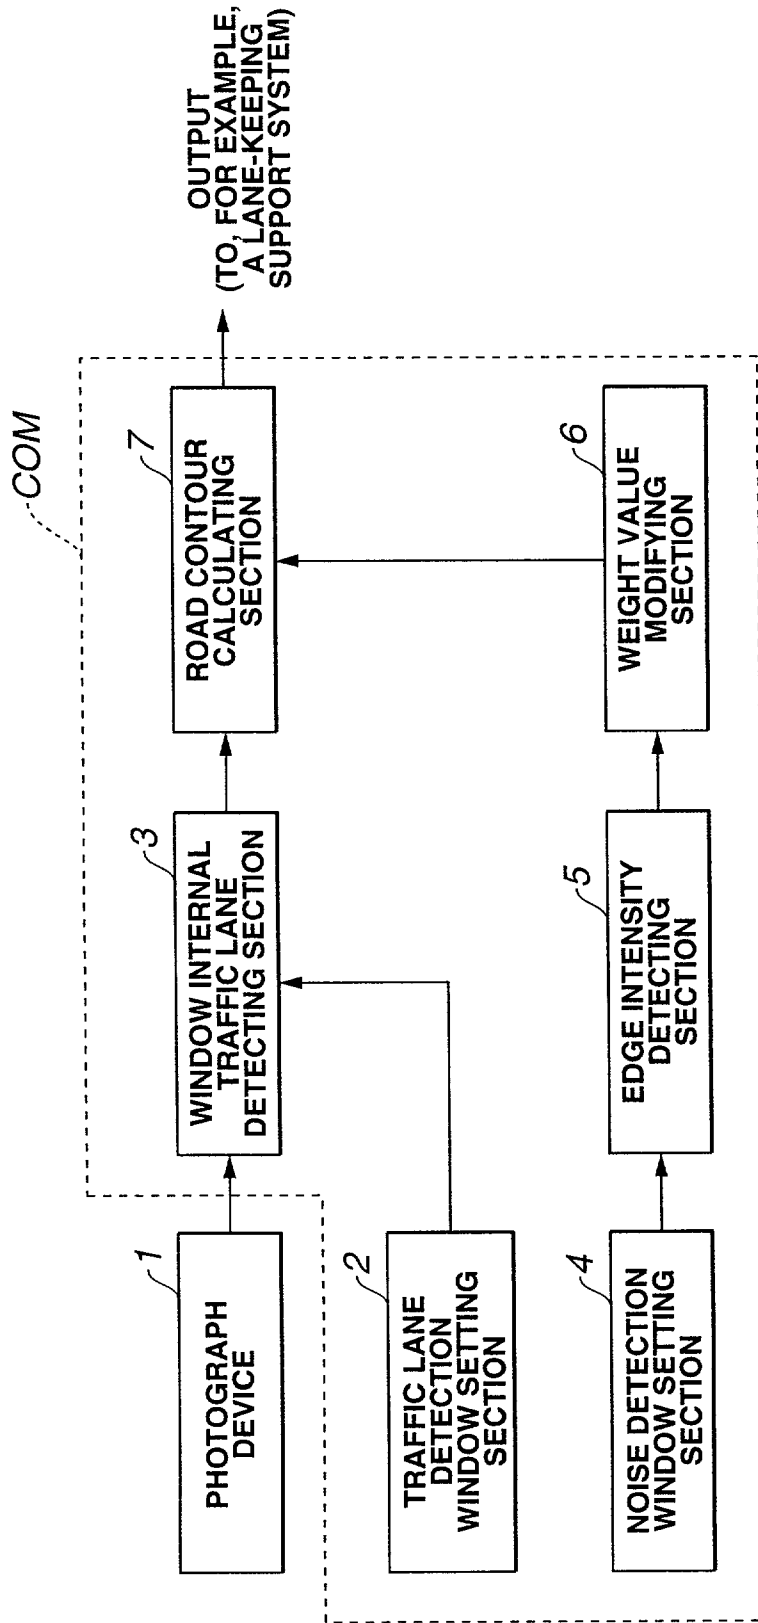 COM
1
PHOTOGRAPH
DEVICE
3
WINDOW INTERNAL
TRAFFIC LANE
DETECTING SECTION
7
ROAD CONTOUR
CALCULATING
SECTION
OUTPUT
(TO, FOR EXAMPLE,
A LANE-KEEPING
SUPPORT SYSTEM)
2
TRAFFIC LANE
DETECTION
WINDOW SETTING
SECTION
4
NOISE DETECTION
WINDOW SETTING
SECTION
5
EDGE INTENSITY
DETECTING
SECTION
6
WEIGHT VALUE
MODIFYING
SECTION